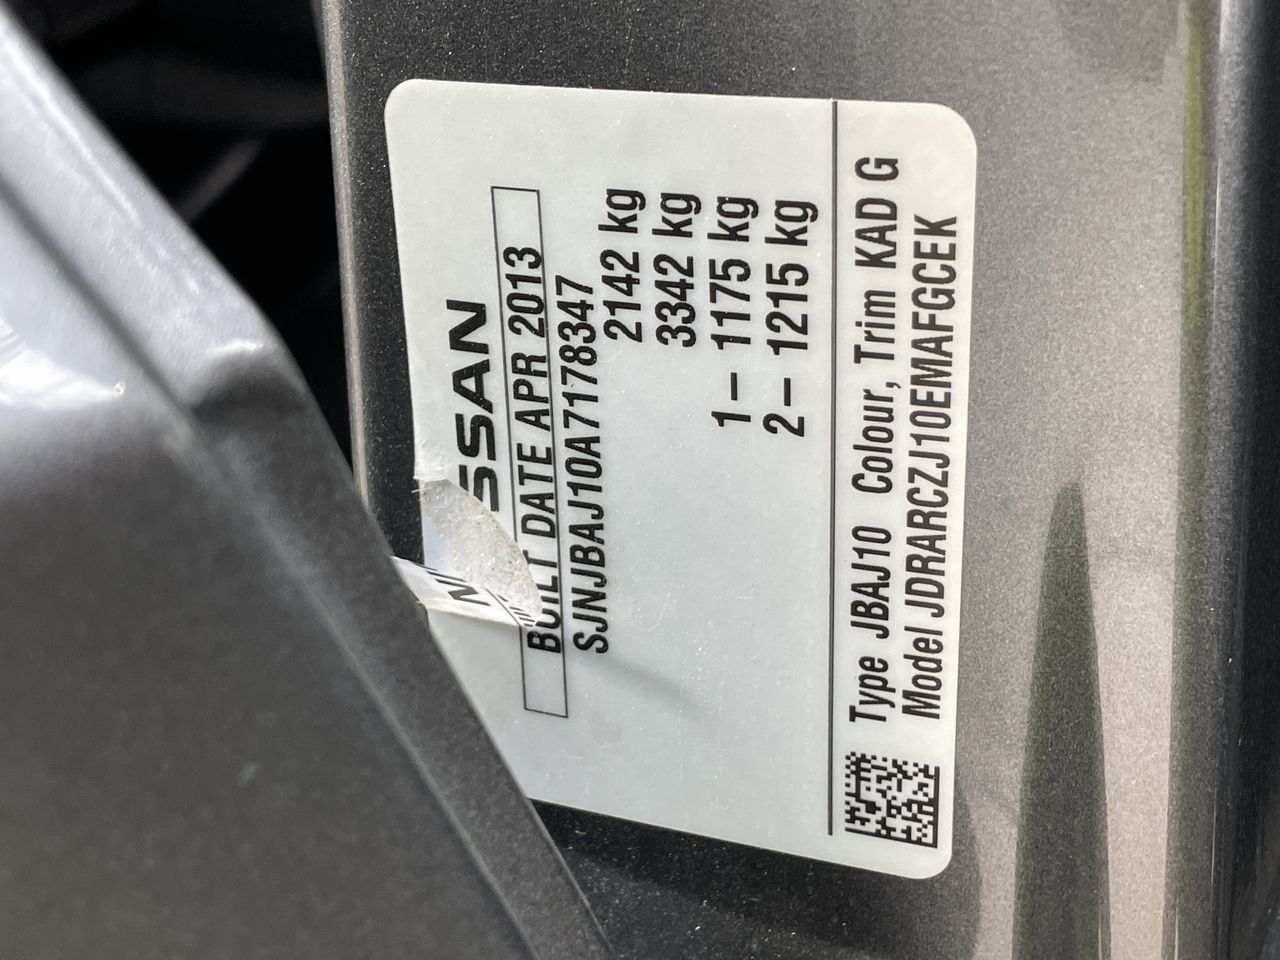 NISSAN
BUILT DATE APR 2013
SJNJBAJ10A7178347
2142 kg
3342 kg
1– 1175 kg
2– 1215 kg
Type JBAJ10 Colour, Trim KAD G
Model JDRARCZJ10EMAFGCEK